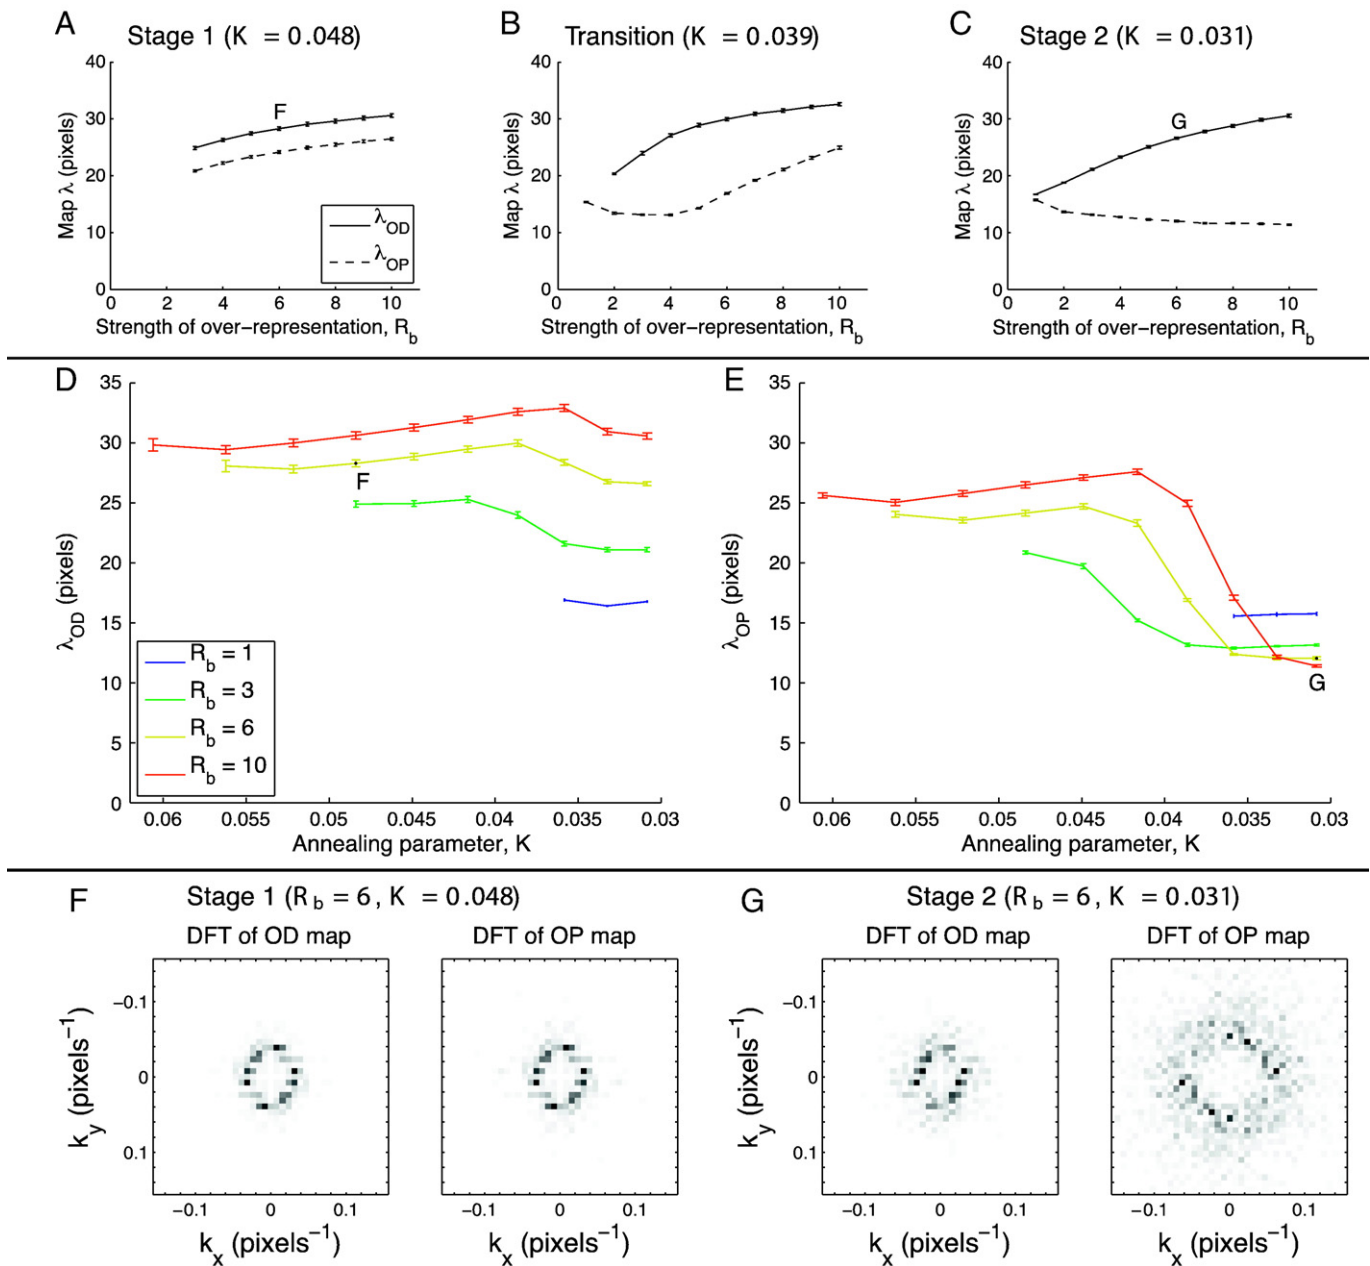 A
Stage 1 (K = 0.048)
40
30
20
10
0
Map λ (pixels)
F
λOD
λOP
0 2 4 6 8 10
Strength of over−representation, Rb
B
Transition (K = 0.039)
40
30
20
10
0
Map λ (pixels)
0 2 4 6 8 10
Strength of over−representation, Rb
C
Stage 2 (K = 0.031)
40
30
20
10
0
Map λ (pixels)
G
0 2 4 6 8 10
Strength of over−representation, Rb
D
35
30
25
20
15
10
5
0
λOD (pixels)
F
Rb = 1
Rb = 3
Rb = 6
Rb = 10
0.06 0.055 0.05 0.045 0.04 0.035 0.03
Annealing parameter, K
E
35
30
25
20
15
10
5
0
λOP (pixels)
G
0.06 0.055 0.05 0.045 0.04 0.035 0.03
Annealing parameter, K
F
Stage 1 (Rb = 6, K = 0.048)
DFT of OD map
−0.1
0
0.1
ky (pixels−1)
−0.1 0 0.1
kx (pixels−1)
DFT of OP map
−0.1 0 0.1
kx (pixels−1)
G
Stage 2 (Rb = 6, K = 0.031)
DFT of OD map
−0.1
0
0.1
ky (pixels−1)
−0.1 0 0.1
kx (pixels−1)
DFT of OP map
−0.1 0 0.1
kx (pixels−1)